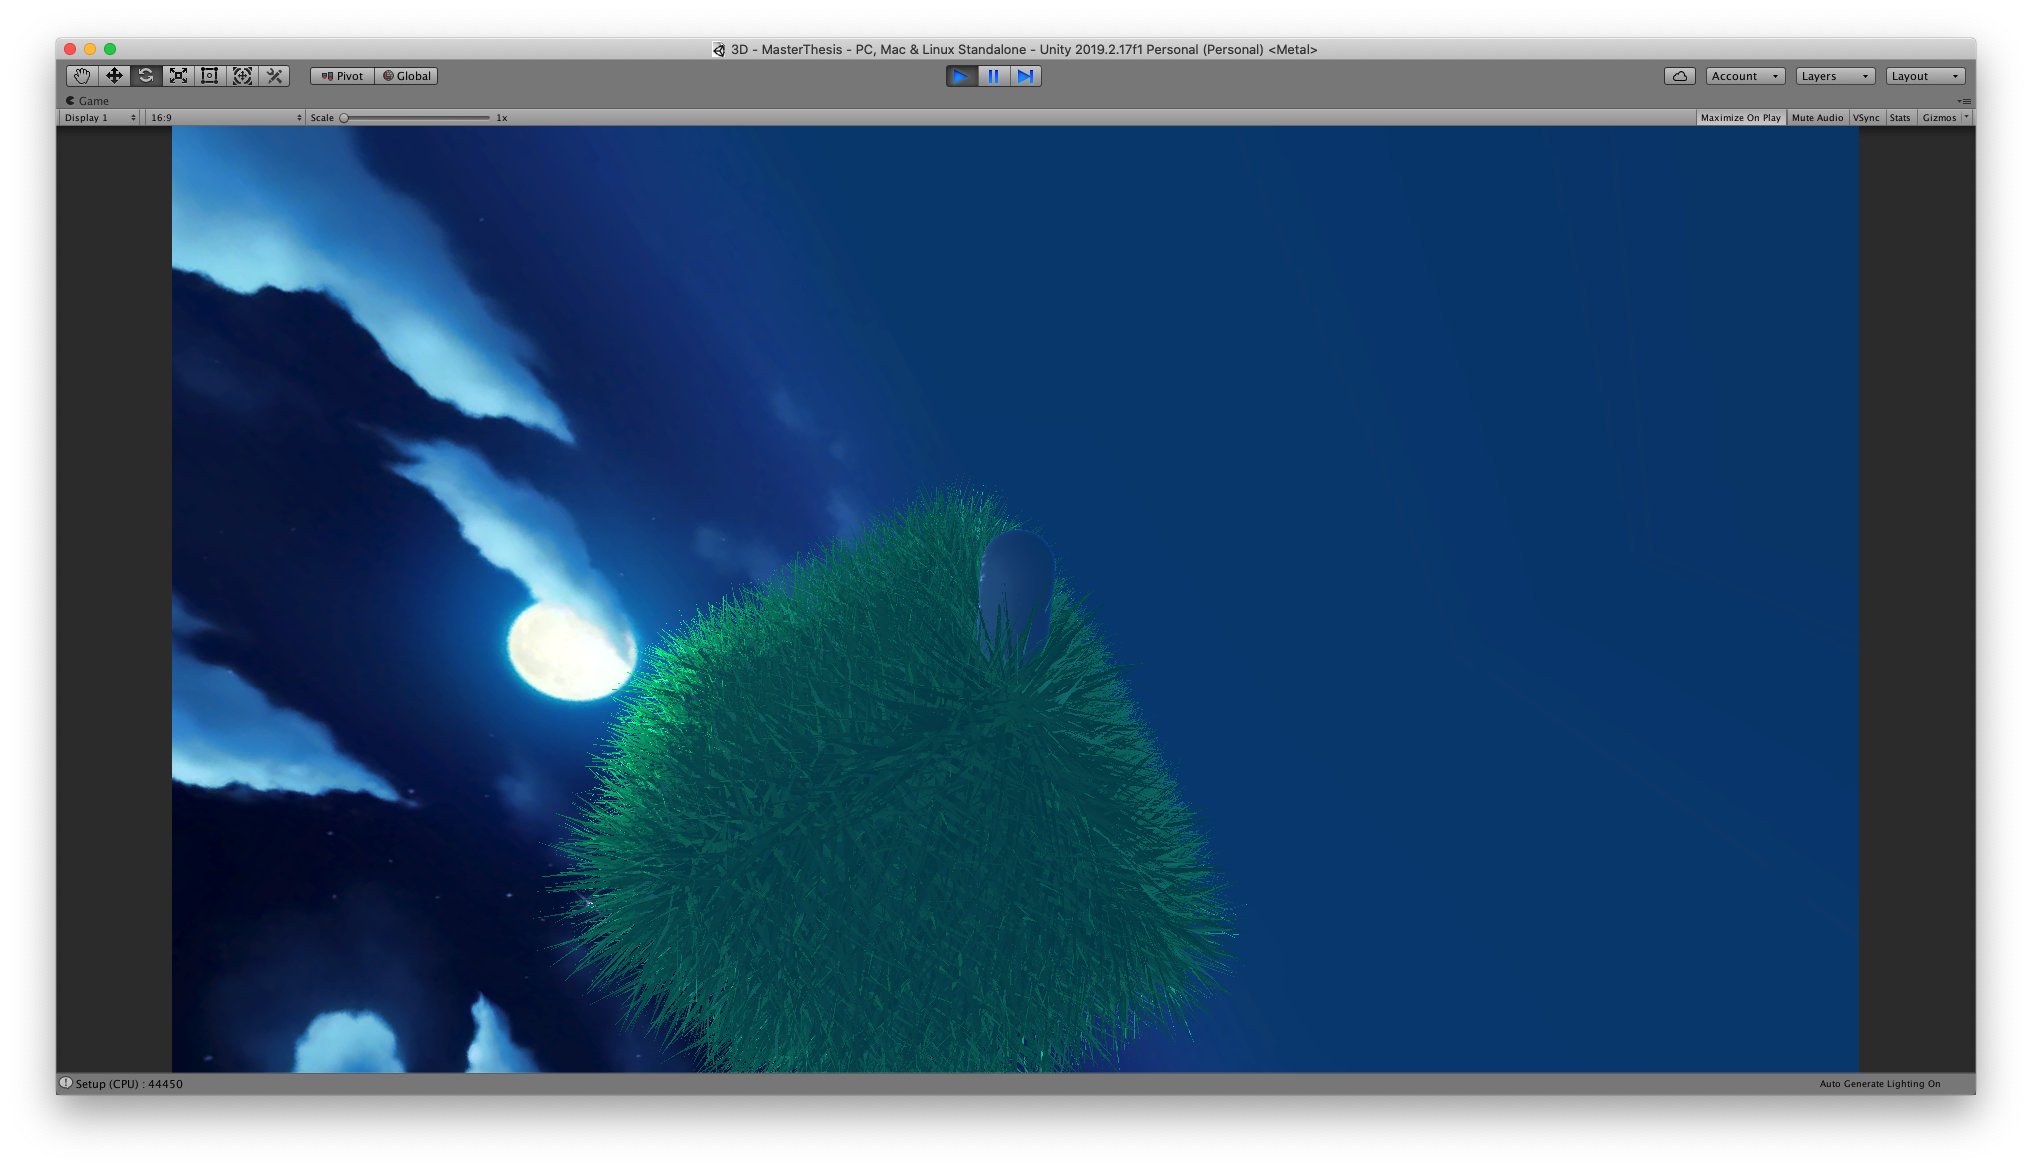 3D - MasterThesis - PC, Mac & Linux Standalone - Unity 2019.2.17f1 Personal (Personal) <Metal>
Pivot Global Account Layers Layout
Game
Display 1 16:9 Scale 1x Maximize On Play Mute Audio VSync Stats Gizmos
Setup (CPU) : 44450 Auto Generate Lighting On